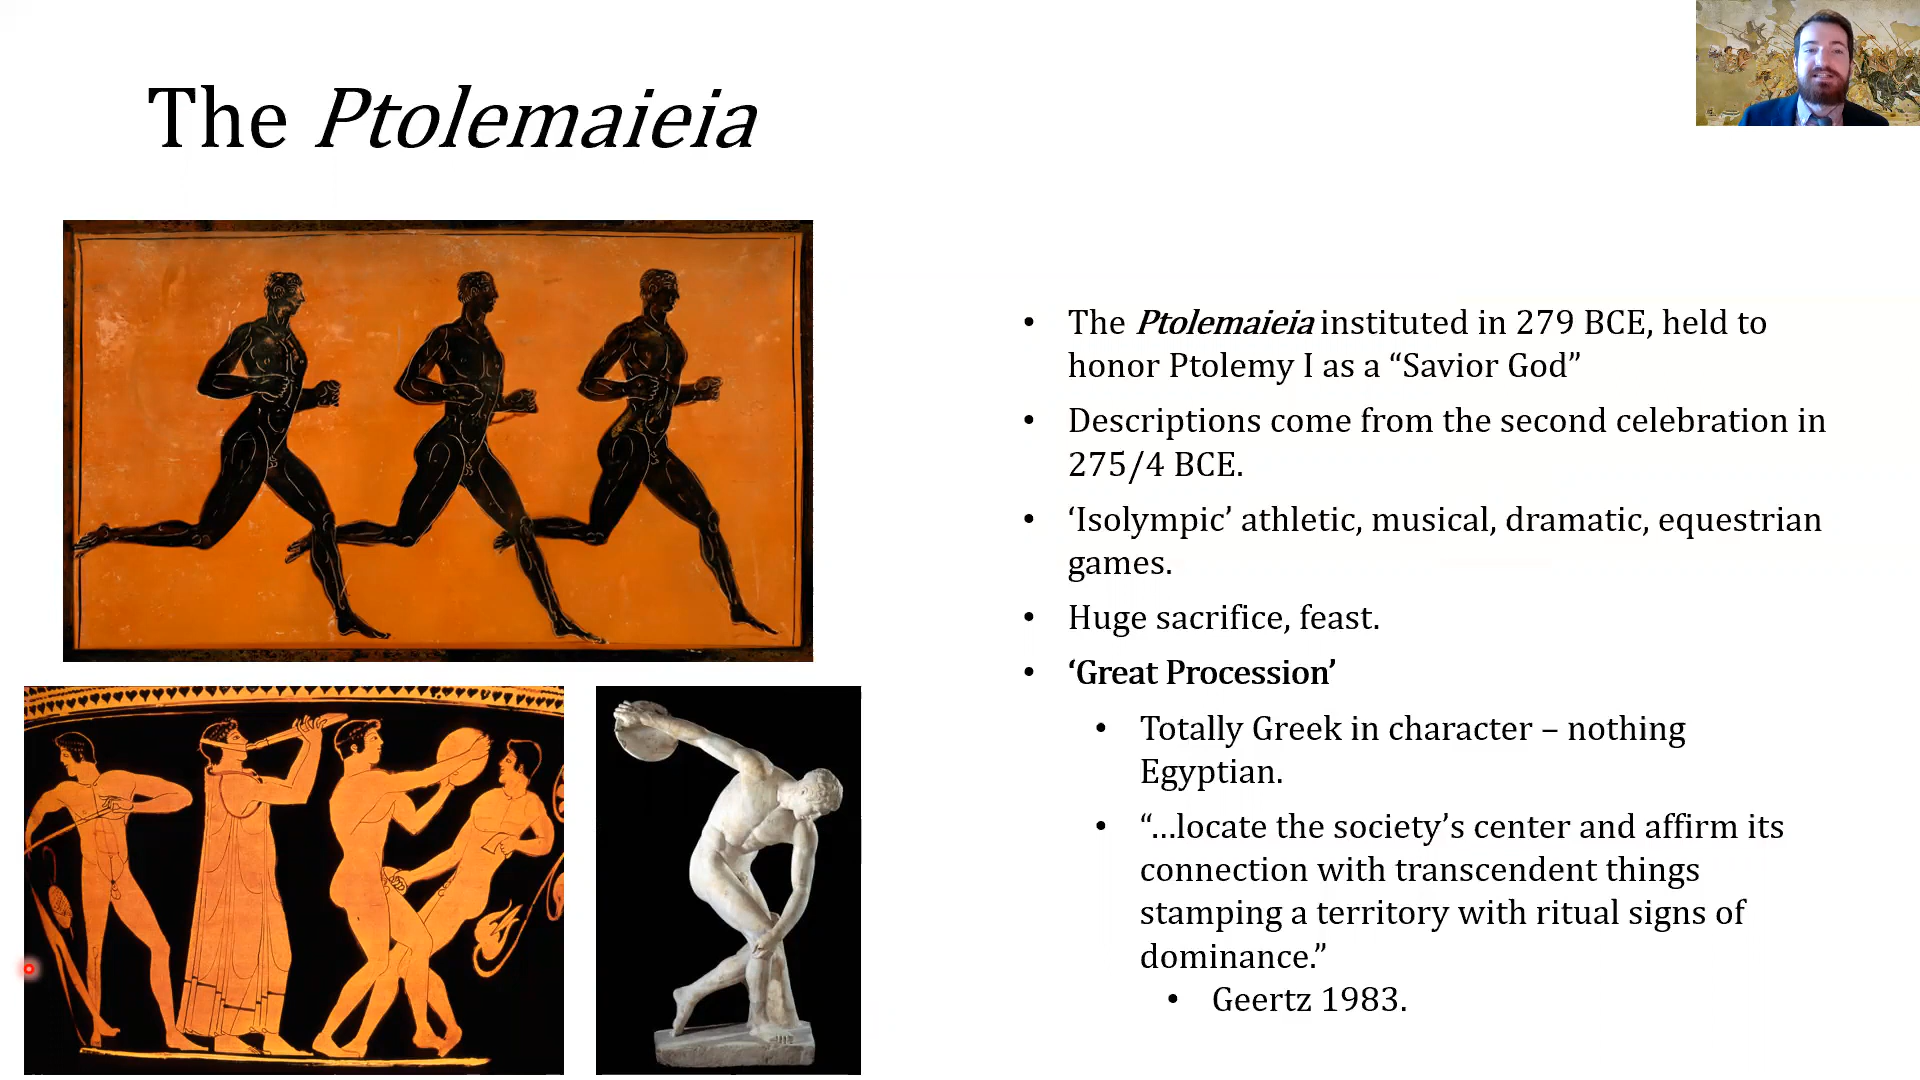 The Ptolemaieia
• The Ptolemaieia instituted in 279 BCE, held to
honor Ptolemy I as a “Savior God”
• Descriptions come from the second celebration in
275/4 BCE.
• ‘Isolympic’ athletic, musical, dramatic, equestrian
games.
• Huge sacrifice, feast.
• ‘Great Procession’
• Totally Greek in character – nothing
Egyptian.
• “…locate the society’s center and affirm its
connection with transcendent things
stamping a territory with ritual signs of
dominance.”
• Geertz 1983.